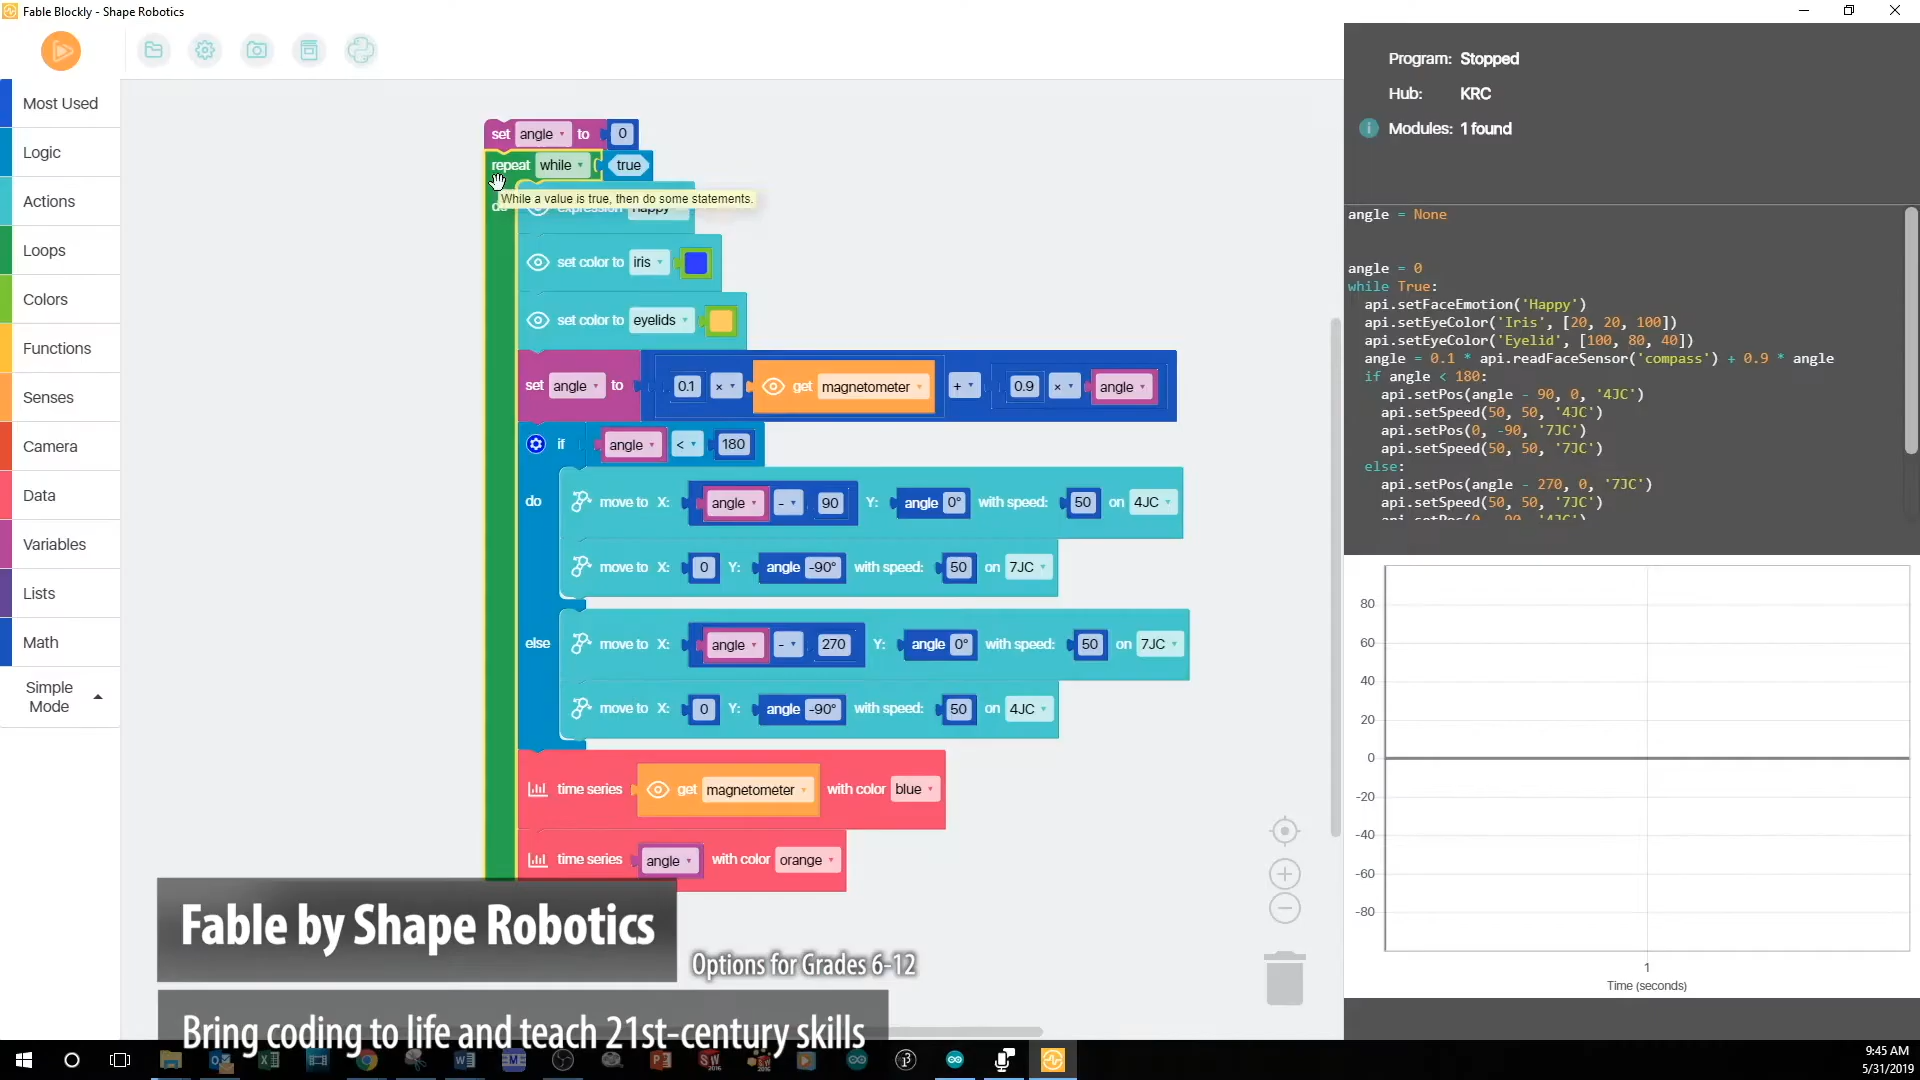 Fable Blockly - Shape Robotics
Most Used
Logic
Actions
Loops
Colors
Functions
Senses
Camera
Data
Variables
Lists
Math
Simple
Mode
set angle to 0
repeat while true
While a value is true, then do some statements.
set color to iris
set color to eyelids
set angle to 0.1 × get magnetometer + 0.9 × angle
if angle < 180
do move to X: angle - 90 Y: angle 0° with speed: 50 on 4JC
move to X: 0 Y: angle -90° with speed: 50 on 7JC
else move to X: angle - 270 Y: angle 0° with speed: 50 on 7JC
move to X: 0 Y: angle -90° with speed: 50 on 4JC
time series get magnetometer with color blue
time series angle with color orange
Program: Stopped
Hub: KRC
Modules: 1 found
angle = None
angle = 0
while True:
api.setFaceEmotion('Happy')
api.setEyeColor('Iris', [20, 20, 100])
api.setEyeColor('Eyelid', [100, 80, 40])
angle = 0.1 * api.readFaceSensor('compass') + 0.9 * angle
if angle < 180:
api.setPos(angle - 90, 0, '4JC')
api.setSpeed(50, 50, '4JC')
api.setPos(0, -90, '7JC')
api.setSpeed(50, 50, '7JC')
else:
api.setPos(angle - 270, 0, '7JC')
api.setSpeed(50, 50, '7JC')
80
60
40
20
0
-20
-40
-60
-80
1
Time (seconds)
Fable by Shape Robotics
Options for Grades 6-12
Bring coding to life and teach 21st-century skills
9:45 AM
5/31/2019